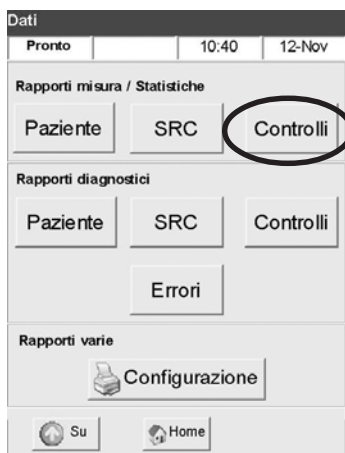 Dati
Pronto 10:40 12-Nov
Rapporti misura / Statistiche
Paziente SRC Controlli
Rapporti diagnostici
Paziente SRC Controlli
Errori
Rapporti varie
Configurazione
Su Home